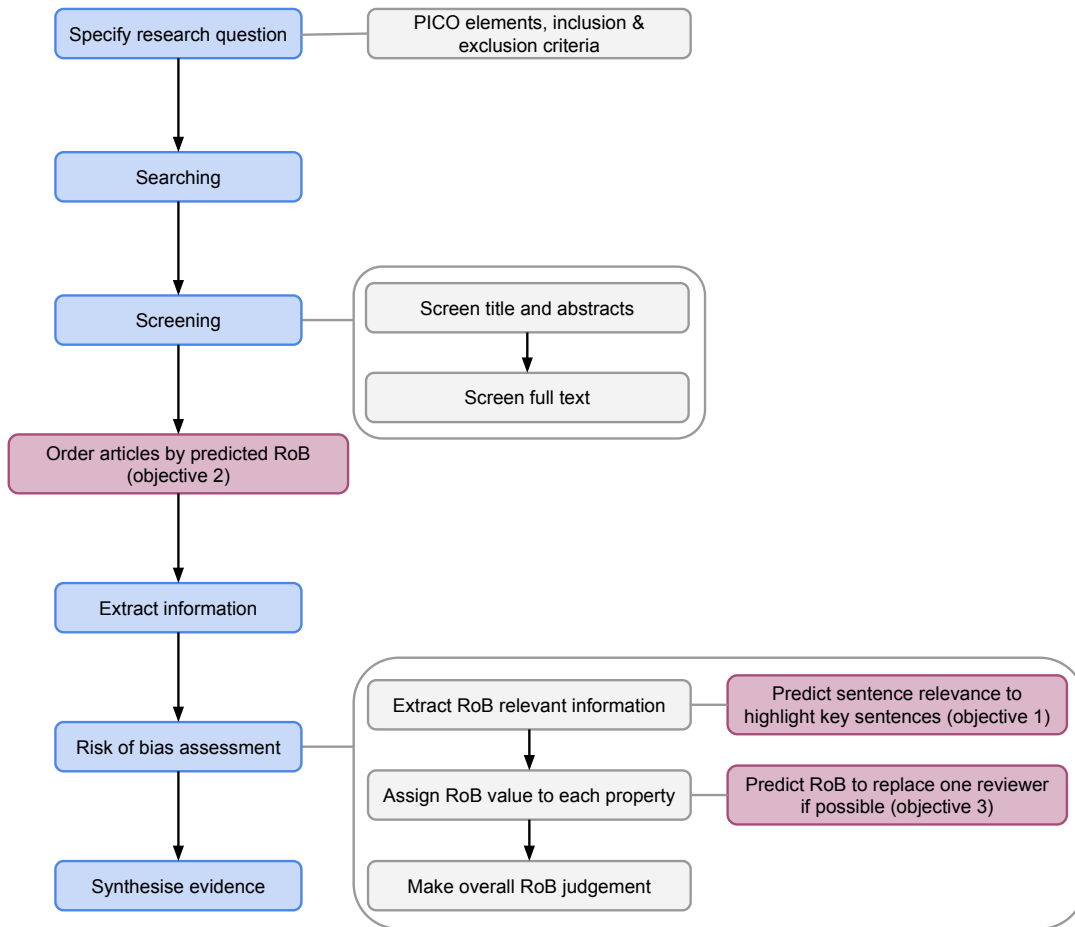 Specify research question
PICO elements, inclusion &
exclusion criteria
Searching
Screening
Screen title and abstracts
Screen full text
Order articles by predicted RoB
(objective 2)
Extract information
Risk of bias assessment
Extract RoB relevant information
Predict sentence relevance to
highlight key sentences (objective 1)
Assign RoB value to each property
Predict RoB to replace one reviewer
if possible (objective 3)
Make overall RoB judgement
Synthesise evidence